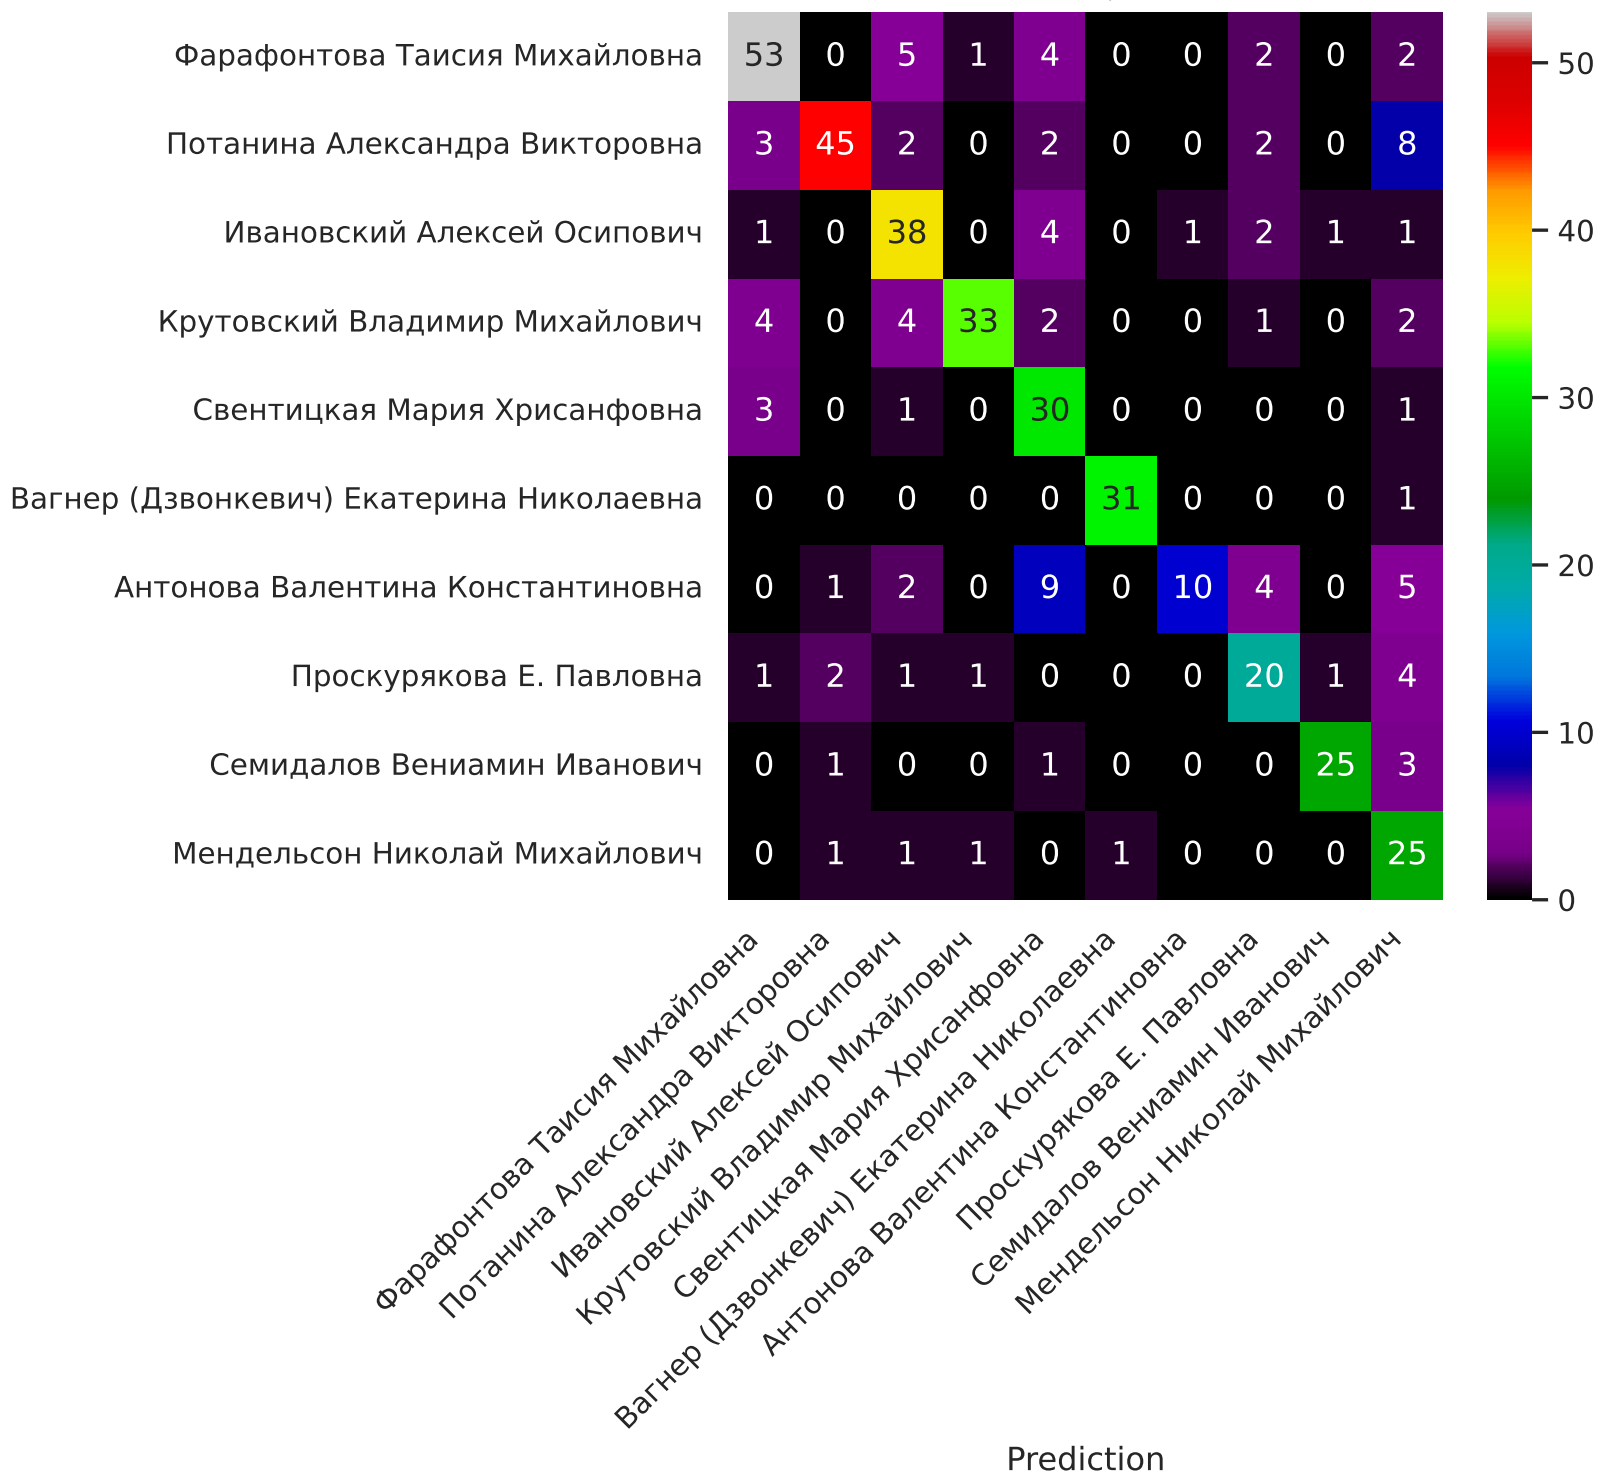 Фарафонтова Таисия Михайловна 53 0 5 1 4 0 0 2 0 2
Потанина Александра Викторовна 3 45 2 0 2 0 0 2 0 8
Ивановский Алексей Осипович 1 0 38 0 4 0 1 2 1 1
Крутовский Владимир Михайлович 4 0 4 33 2 0 0 1 0 2
Свентицкая Мария Хрисанфовна 3 0 1 0 30 0 0 0 0 1
Вагнер (Дзвонкевич) Екатерина Николаевна 0 0 0 0 0 31 0 0 0 1
Антонова Валентина Константиновна 0 1 2 0 9 0 10 4 0 5
Проскурякова Е. Павловна 1 2 1 1 0 0 0 20 1 4
Семидалов Вениамин Иванович 0 1 0 0 1 0 0 0 25 3
Мендельсон Николай Михайлович 0 1 1 1 0 1 0 0 0 25
50
40
30
20
10
0
Фарафонтова Таисия Михайловна
Потанина Александра Викторовна
Ивановский Алексей Осипович
Крутовский Владимир Михайлович
Свентицкая Мария Хрисанфовна
Вагнер (Дзвонкевич) Екатерина Николаевна
Антонова Валентина Константиновна
Проскурякова Е. Павловна
Семидалов Вениамин Иванович
Мендельсон Николай Михайлович
Prediction